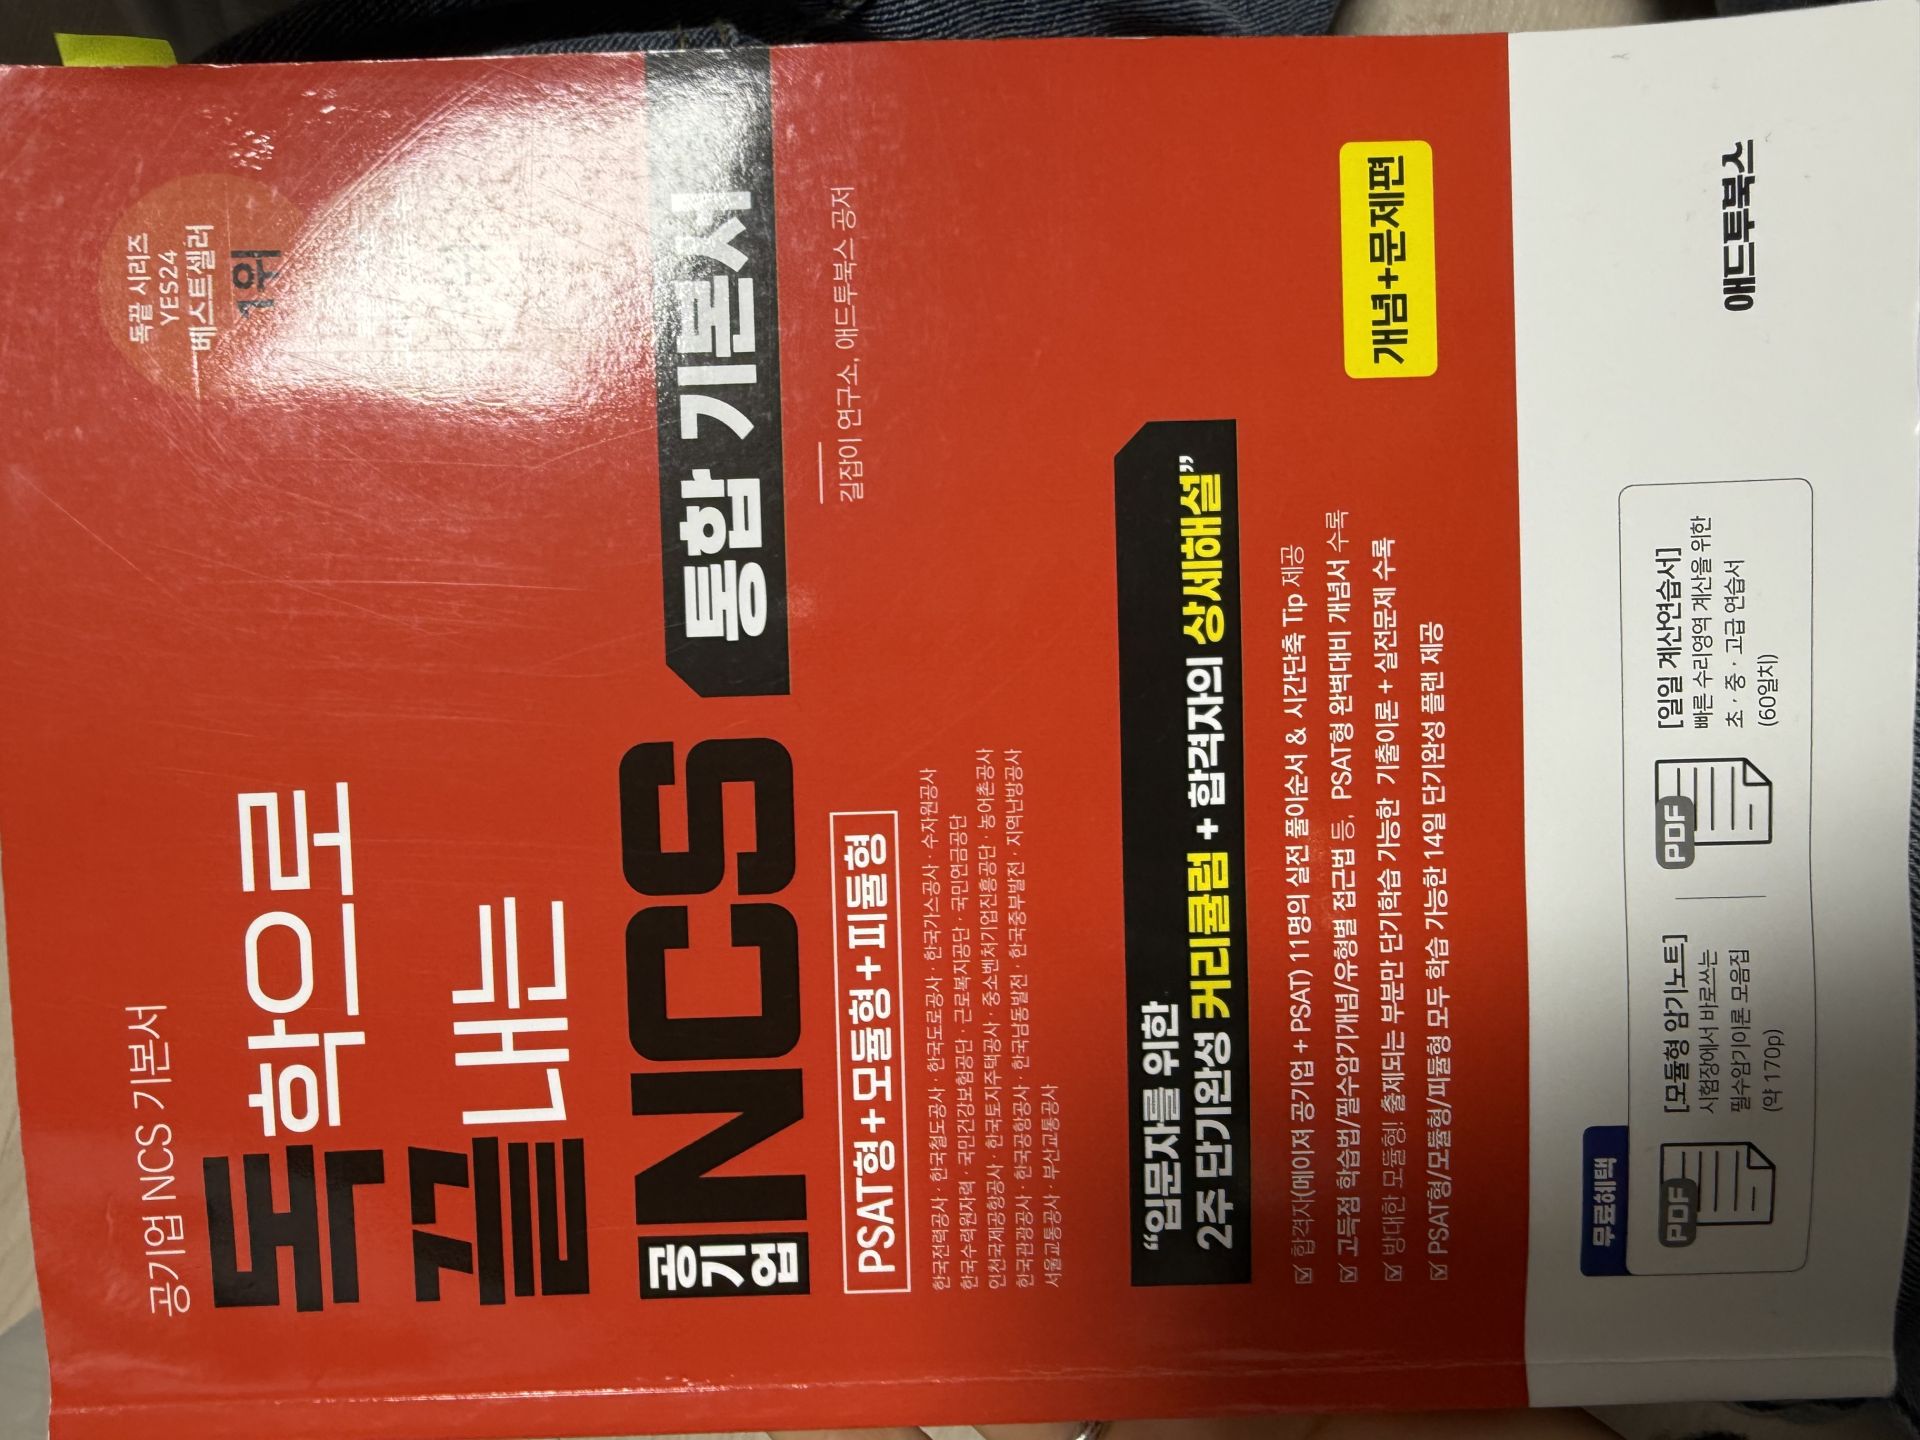 공기업 NCS 기본서
독끝 시리즈
YES24
베스트셀러
1위
독학으로
끝내는
공기업 NCS 통합 기본서
길잡이 연구소, 애드투북스 공저
PSAT형+모듈형+피듈형
한국전력공사 · 한국철도공사 · 한국도로공사 · 한국가스공사 · 수자원공사
한국수력원자력 · 국민건강보험공단 · 근로복지공단 · 국민연금공단
인천국제공항공사 · 한국토지주택공사 · 중소벤처기업진흥공단 · 농어촌공사
한국관광공사 · 한국공항공사 · 한국남동발전 · 한국중부발전 · 지역난방공사
서울교통공사 · 부산교통공사
“입문자를 위한
2주 단기완성 커리큘럼 + 합격자의 상세해설”
합격자(메이저 공기업 + PSAT) 11명의 실전 풀이순서 & 시간단축 Tip 제공
고득점 학습법/필수암기개념/유형별 접근법 등, PSAT형 완벽대비 개념서 수록
방대한 모듈형! 출제되는 부분만 단기학습 가능한 기출이론 + 실전문제 수록
PSAT형/모듈형/피듈형 모두 학습 가능한 14일 단기완성 플랜 제공
개념+문제편
무료혜택
PDF
[모듈형 암기노트]
시험장에서 바로쓰는
필수암기이론 모음집
(약 170p)
PDF
[일일 계산연습서]
빠른 수리영역 계산을 위한
초 · 중 · 고급 연습서
(60일치)
애드투북스